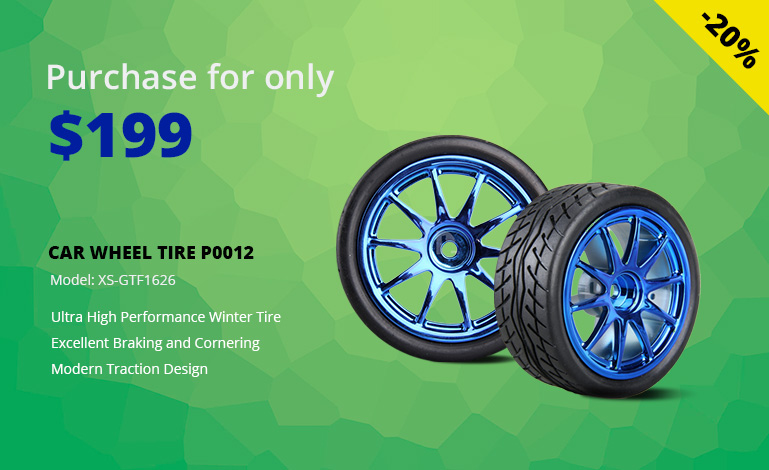 -20%
Purchase for only
$199
CAR WHEEL TIRE P0012
Model: XS-GTF1626
Ultra High Performance Winter Tire
Excellent Braking and Cornering
Modern Traction Design